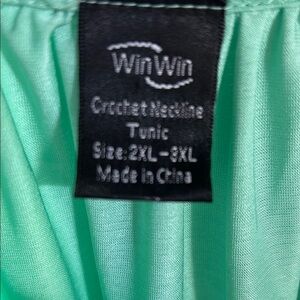 WinWin
Crochet Neckline
Tunic
Size:2XL-3XL
Made in China